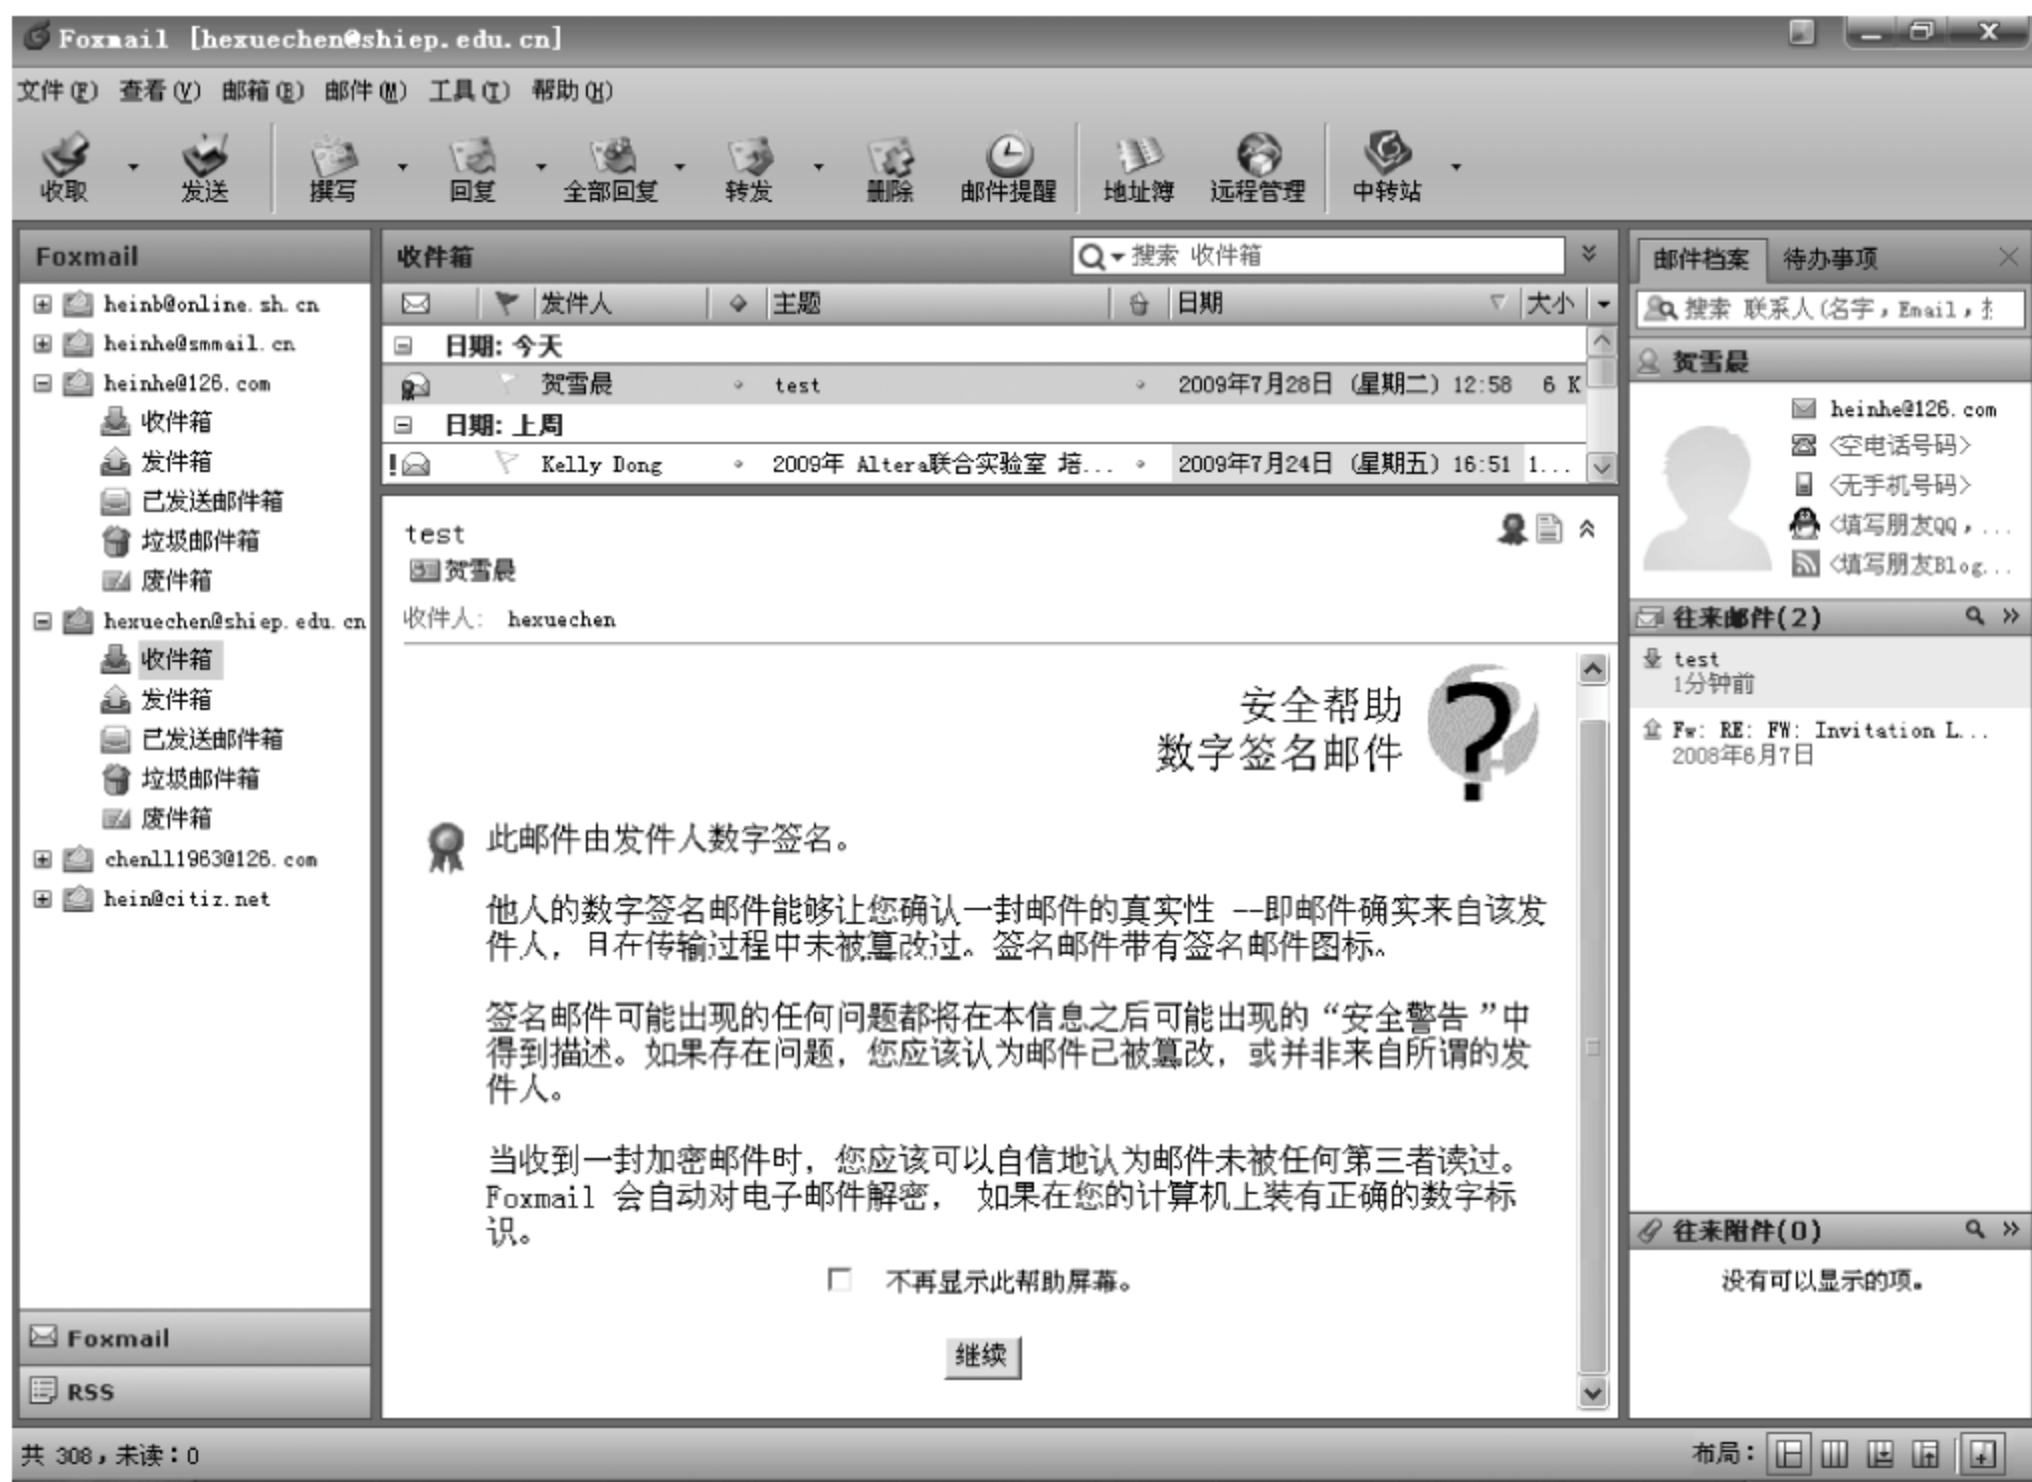 Foxmail [hexuechen@shiep.edu.cn]
文件(F) 查看(V) 邮箱(B) 邮件(M) 工具(T) 帮助(H)
收取 发送 撰写 回复 全部回复 转发 删除 邮件提醒 地址簿 远程管理 中转站
Foxmail
heinb@online.sh.cn
heinhe@smmail.cn
heinhe@126.com
收件箱
发件箱
已发送邮件箱
垃圾邮件箱
废件箱
hexuechen@shiep.edu.cn
收件箱
发件箱
已发送邮件箱
垃圾邮件箱
废件箱
chenll1963@126.com
hein@citiz.net
Foxmail
RSS
收件箱 搜索 收件箱
发件人 主题 日期 大小
日期: 今天
贺雪晨 test 2009年7月28日 (星期二) 12:58 6 K
日期: 上周
Kelly Dong 2009年 Altera联合实验室 培... 2009年7月24日 (星期五) 16:51 1...
test
贺雪晨
收件人: hexuechen
安全帮助
数字签名邮件
此邮件由发件人数字签名。
他人的数字签名邮件能够让您确认一封邮件的真实性 --即邮件确实来自该发
件人，且在传输过程中未被篡改过。签名邮件带有签名邮件图标。
签名邮件可能出现的任何问题都将在本信息之后可能出现的“安全警告 ”中
得到描述。如果存在问题，您应该认为邮件已被篡改，或并非来自所谓的发
件人。
当收到一封加密邮件时，您应该可以自信地认为邮件未被任何第三者读过。
Foxmail 会自动对电子邮件解密， 如果在您的计算机上装有正确的数字标
识。
不再显示此帮助屏幕。
继续
邮件档案 待办事项
搜索 联系人(名字，Email，
贺雪晨
heinhe@126.com
<空电话号码>
<无手机号码>
<填写朋友QQ，...
<填写朋友Blog...
往来邮件(2)
test
1分钟前
Fw: RE: FW: Invitation L...
2008年6月7日
往来附件(0)
没有可以显示的项。
共 308，未读：0
布局：